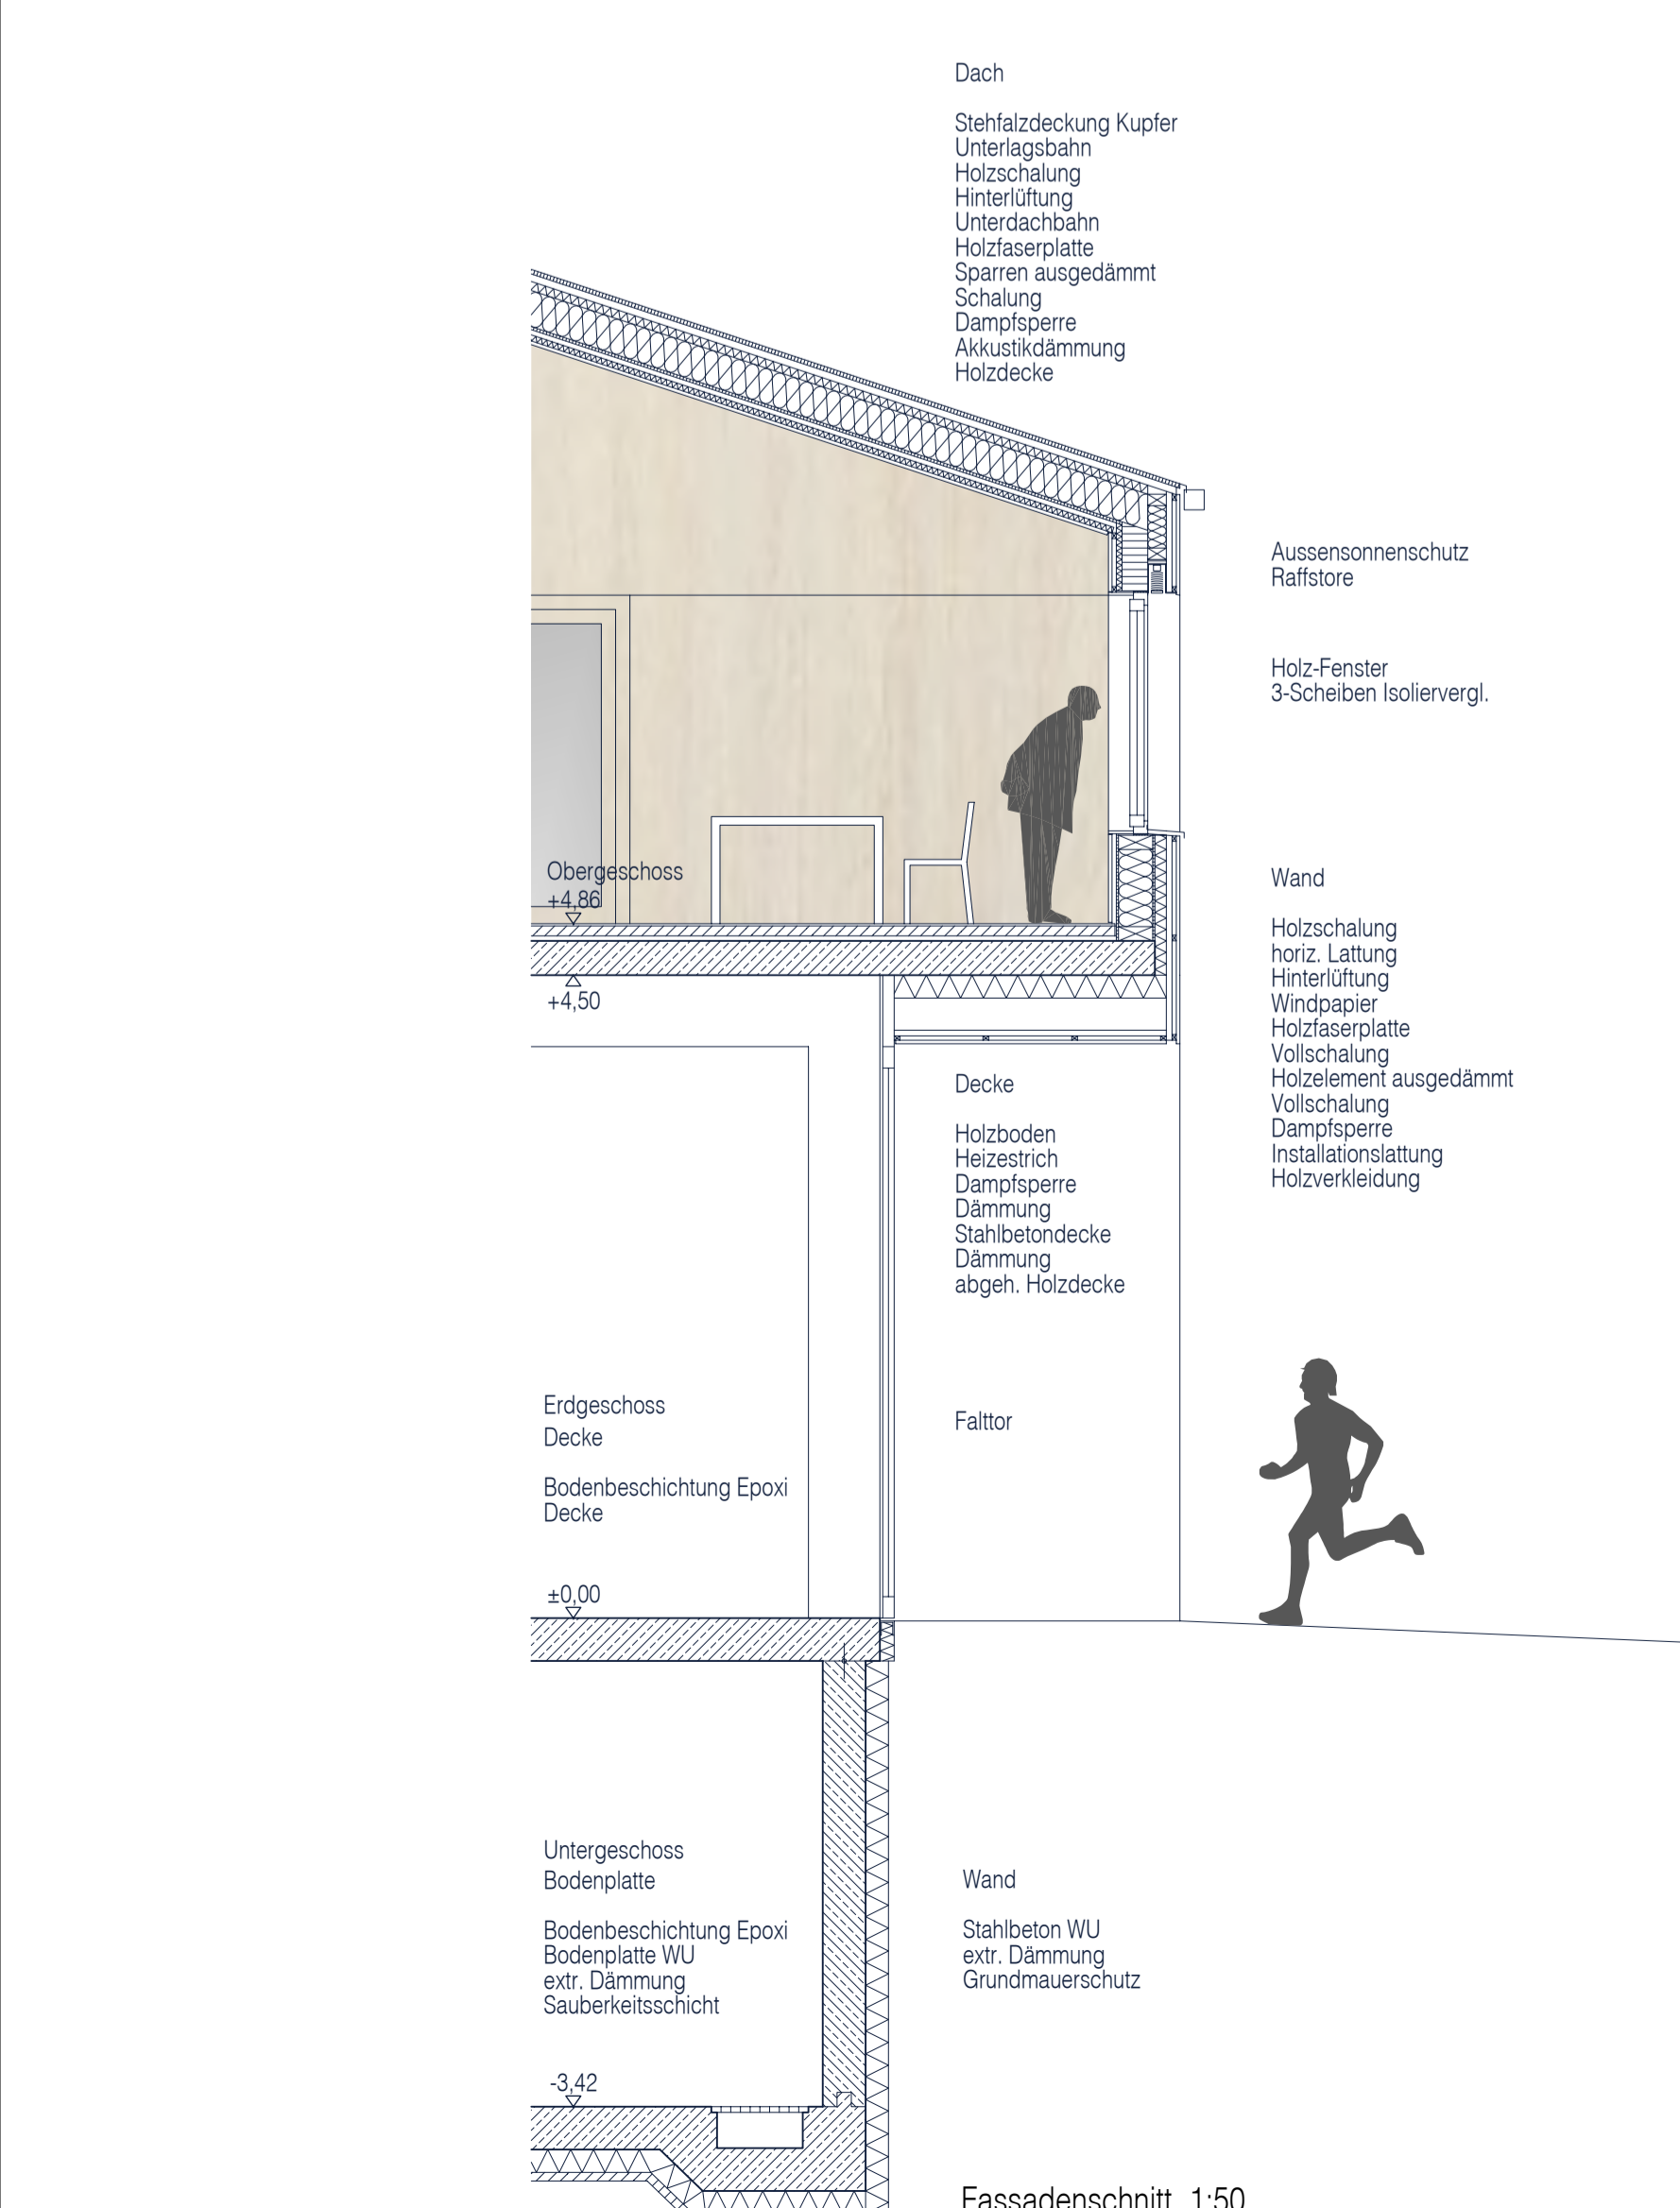 Dach
Stehfalzdeckung Kupfer
Unterlagsbahn
Holzschalung
Hinterlüftung
Unterdachbahn
Holzfaserplatte
Sparren ausgedämmt
Schalung
Dampfsperre
Akkustikdämmung
Holzdecke
Aussensonnenschutz
Raffstore
Holz-Fenster
3-Scheiben Isoliervergl.
Obergeschoss
+4,86
+4,50
Wand
Holzschalung
horiz. Lattung
Hinterlüftung
Windpapier
Holzfaserplatte
Vollschalung
Holzelement ausgedämmt
Vollschalung
Dampfsperre
Installationslattung
Holzverkleidung
Decke
Holzboden
Heizestrich
Dampfsperre
Dämmung
Stahlbetondecke
Dämmung
abgeh. Holzdecke
Falttor
Erdgeschoss
Decke
Bodenbeschichtung Epoxi
Decke
±0,00
Untergeschoss
Bodenplatte
Bodenbeschichtung Epoxi
Bodenplatte WU
extr. Dämmung
Sauberkeitsschicht
-3,42
Wand
Stahlbeton WU
extr. Dämmung
Grundmauerschutz
Fassadenschnitt 1:50